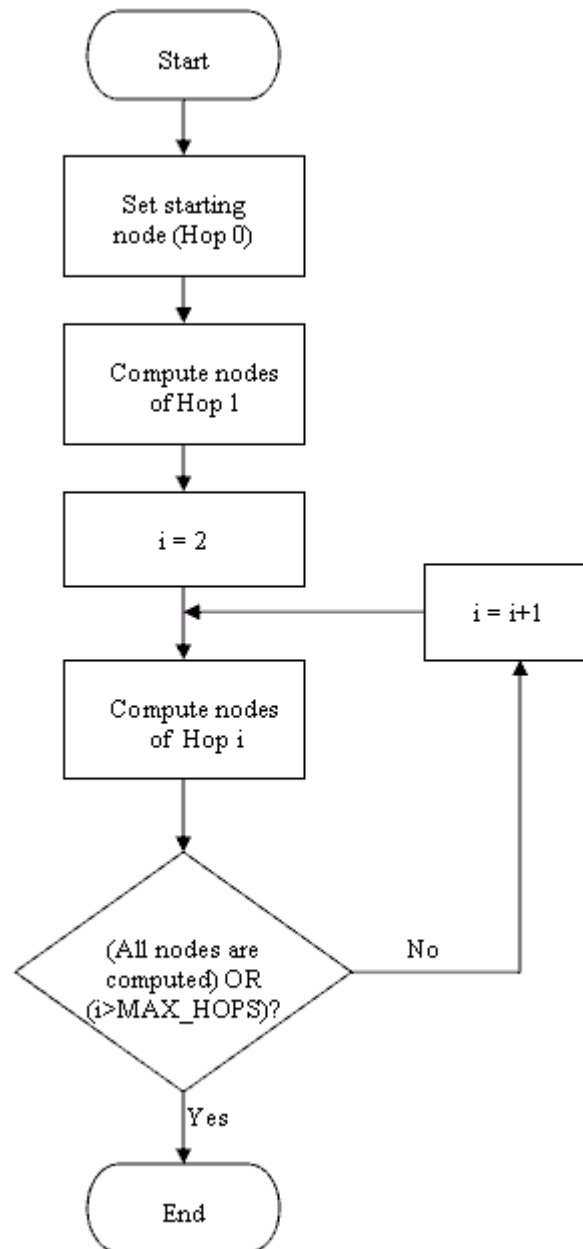 Start
Set starting
node (Hop 0)
Compute nodes
of Hop 1
i = 2
i = i+1
Compute nodes
of Hop i
(All nodes are
computed) OR
(i>MAX_HOPS)?
No
Yes
End